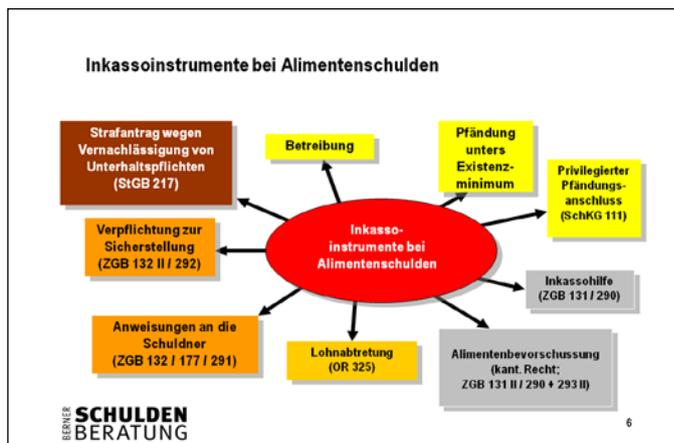 Inkassoinstrumente bei Alimentenschulden
Strafantrag wegen
Vernachlässigung von
Unterhaltspflichten
(StGB 217)
Betreibung
Pfändung
unters
Existenz-
minimum
Privilegierter
Pfändungs-
anschluss
(SchKG 111)
Verpflichtung zur
Sicherstellung
(ZGB 132 II / 292)
Inkasso-
instrumente bei
Alimentenschulden
Inkassohilfe
(ZGB 131 / 290)
Anweisungen an die
Schuldner
(ZGB 132 / 177 / 291)
Lohnabtretung
(OR 325)
Alimentenbevorschussung
(kant. Recht;
ZGB 131 II / 290 + 293 II)
BERNER
SCHULDEN
BERATUNG
6